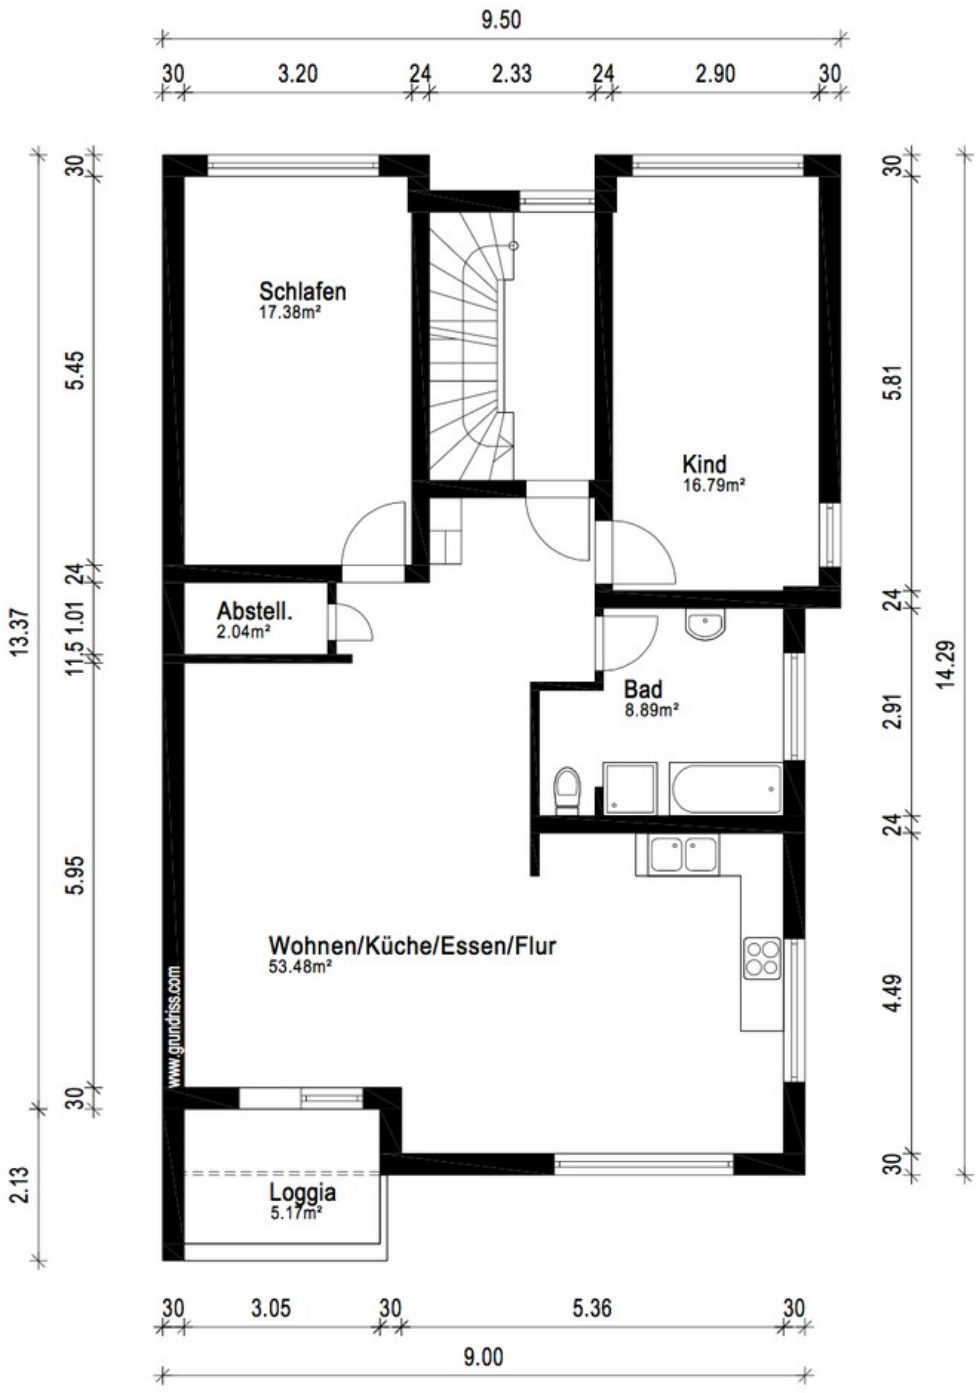 9.50
30 3.20 24 2.33 24 2.90 30
30
5.45
24
1.01
115
5.95
30
13.37
2.13
30
5.81
24
2.91
24
4.49
30
14.29
Schlafen
17.38m²
Kind
16.79m²
Abstell.
2.04m²
Bad
8.89m²
Wohnen/Küche/Essen/Flur
53.48m²
www.grundriss.com
Loggia
5.17m²
30 3.05 30 5.36 30
9.00